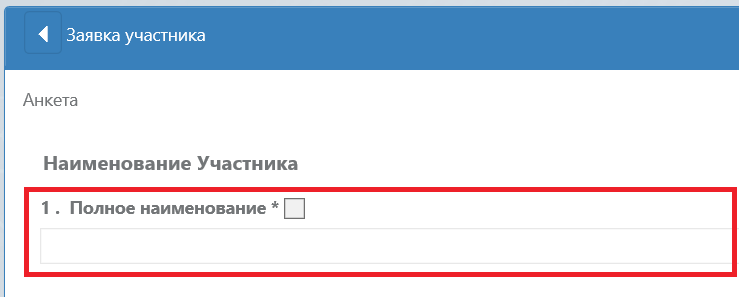 Заявка участника
Анкета
Наименование Участника
1 . Полное наименование *